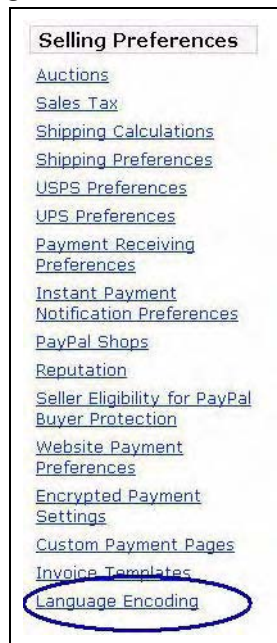 Selling Preferences
Auctions
Sales Tax
Shipping Calculations
Shipping Preferences
USPS Preferences
UPS Preferences
Payment Receiving
Preferences
Instant Payment
Notification Preferences
PayPal Shops
Reputation
Seller Eligibility for PayPal
Buyer Protection
Website Payment
Preferences
Encrypted Payment
Settings
Custom Payment Pages
Invoice Templates
Language Encoding